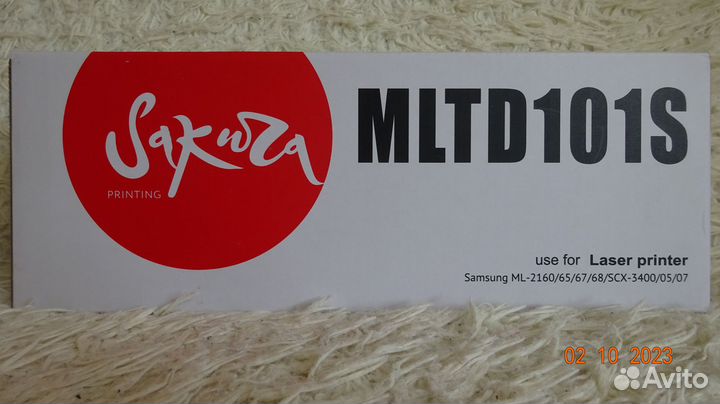 Sakura
PRINTING
MLTD101S
use for Laser printer
Samsung ML-2160/65/67/68/SCX-3400/05/07
02 10 2023
Avito